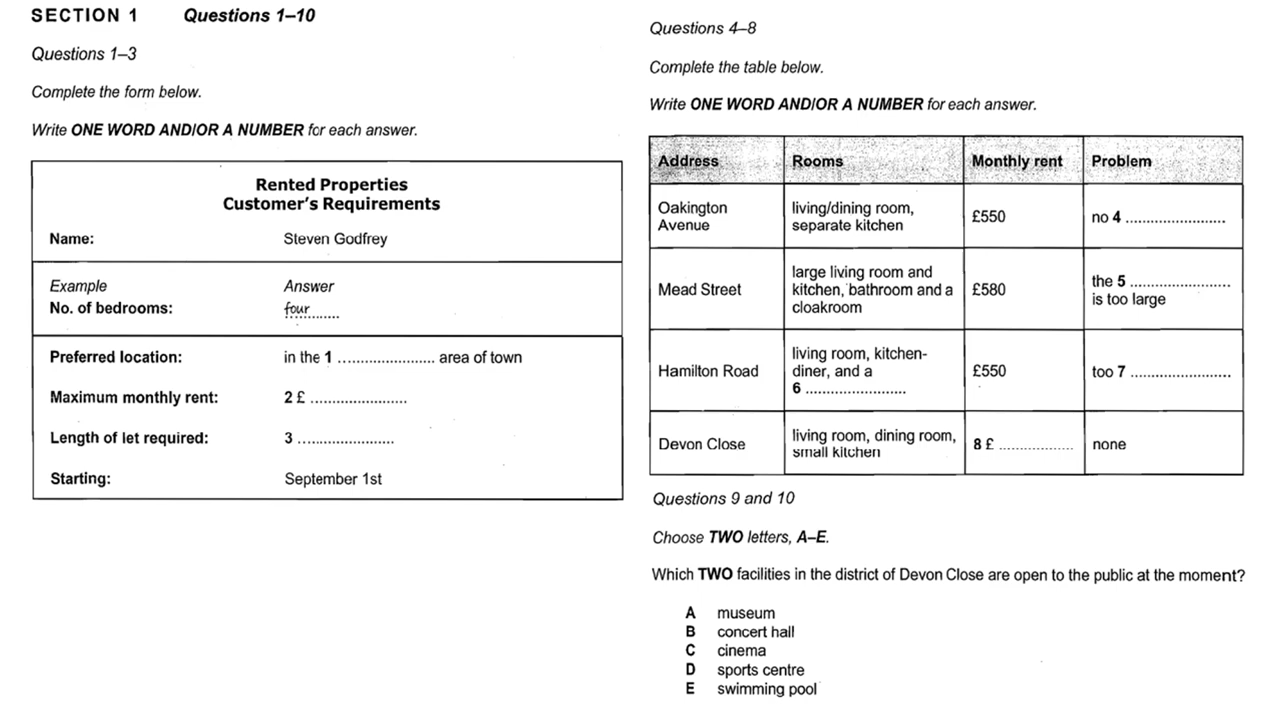 SECTION 1 Questions 1–10
Questions 1–3
Complete the form below.
Write ONE WORD AND/OR A NUMBER for each answer.
Rented Properties
Customer's Requirements
Name: Steven Godfrey
Example Answer
No. of bedrooms: four
Preferred location: in the 1 ...................... area of town
Maximum monthly rent: 2 £ ......................
Length of let required: 3 ......................
Starting: September 1st
Questions 4–8
Complete the table below.
Write ONE WORD AND/OR A NUMBER for each answer.
Address Rooms Monthly rent Problem
Oakington Avenue living/dining room, separate kitchen £550 no 4 .......................
Mead Street large living room and kitchen, bathroom and a cloakroom £580 the 5 ....................... is too large
Hamilton Road living room, kitchen-diner, and a 6 ....................... £550 too 7 .......................
Devon Close living room, dining room, small kitchen 8 £ ................. none
Questions 9 and 10
Choose TWO letters, A–E.
Which TWO facilities in the district of Devon Close are open to the public at the moment?
A museum
B concert hall
C cinema
D sports centre
E swimming pool